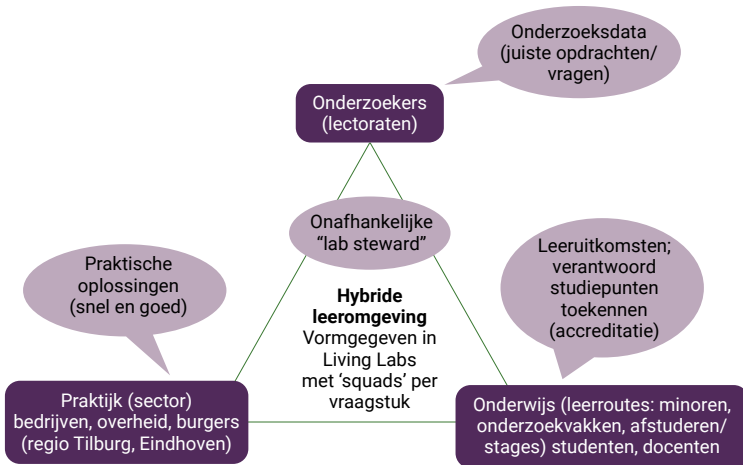 Onderzoeksdata
(juiste opdrachten/
vragen)
Onderzoekers
(lectoraten)
Onafhankelijke
“lab steward”
Praktische
oplossingen
(snel en goed)
Leeruitkomsten;
verantwoord
studiepunten
toekennen
(accreditatie)
Hybride
leeromgeving
Vormgegeven in
Living Labs
met ‘squads’ per
vraagstuk
Praktijk (sector)
bedrijven, overheid, burgers
(regio Tilburg, Eindhoven)
Onderwijs (leerroutes: minoren,
onderzoekvakken, afstuderen/
stages) studenten, docenten